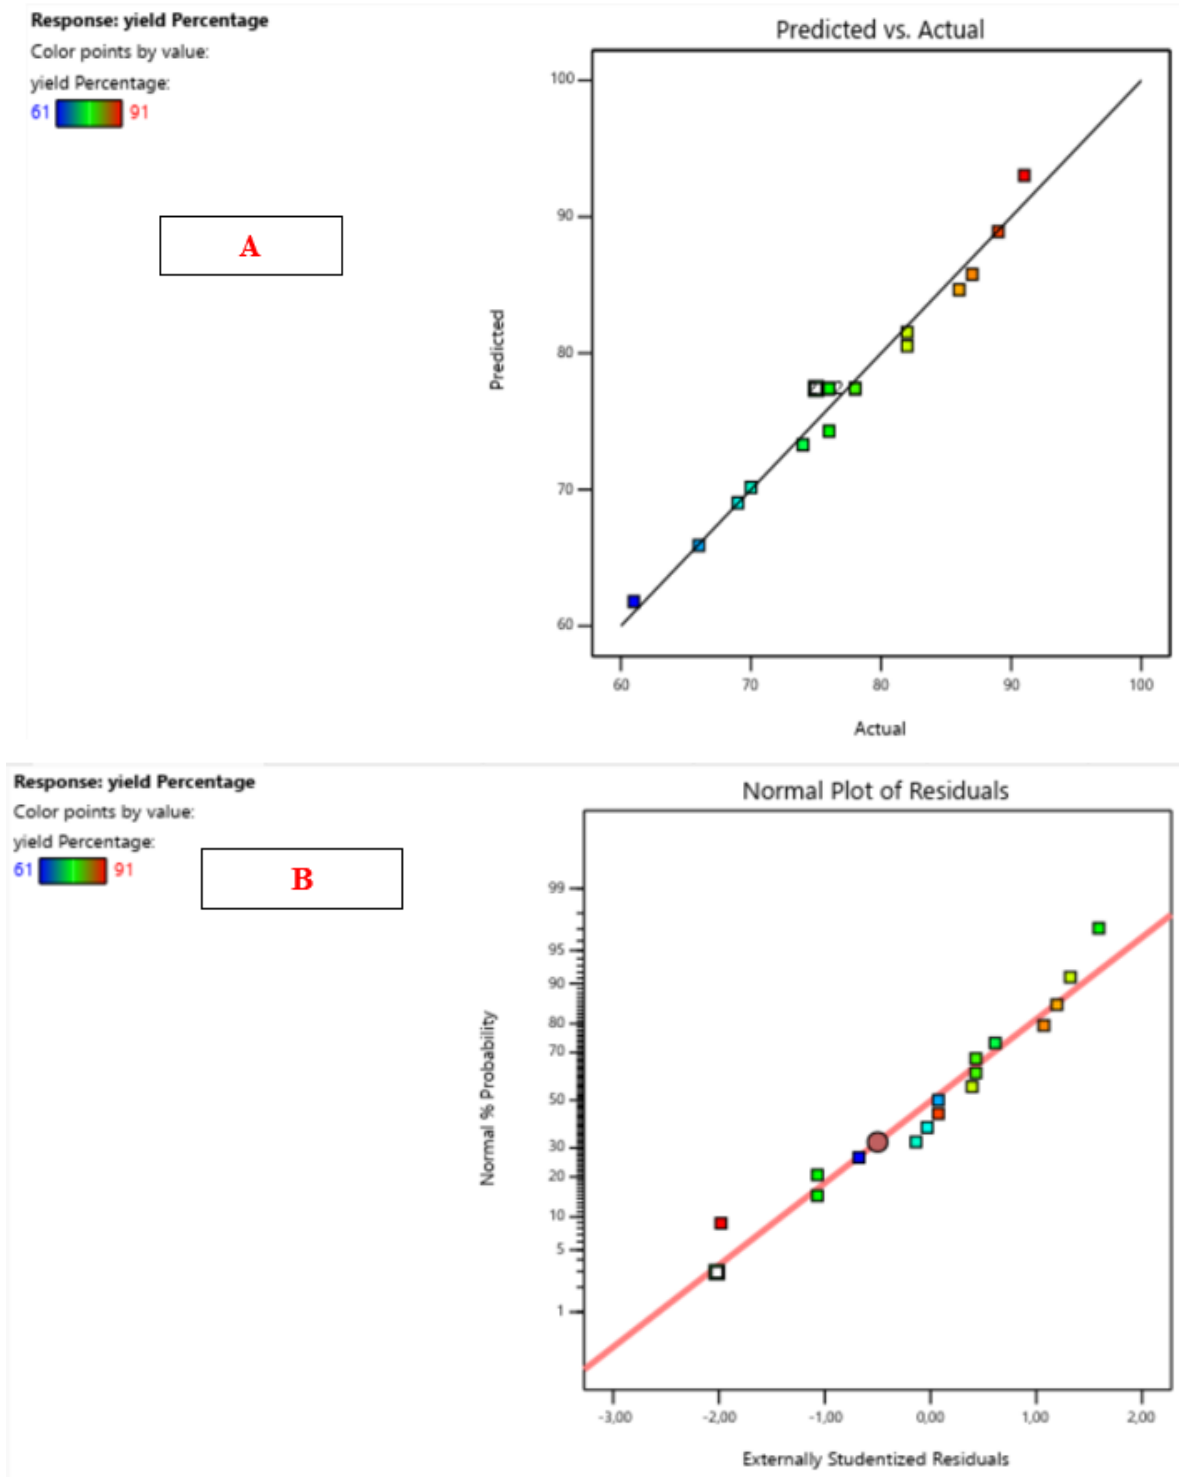 Response: yield Percentage
Color points by value:
yield Percentage:
61 91
A
Predicted vs. Actual
100
90
80
70
60
Predicted
2
60 70 80 90 100
Actual
Response: yield Percentage
Color points by value:
yield Percentage:
61 91
B
Normal Plot of Residuals
99
95
90
80
70
50
30
20
10
5
1
Normal % Probability
-3,00 -2,00 -1,00 0,00 1,00 2,00
Externally Studentized Residuals